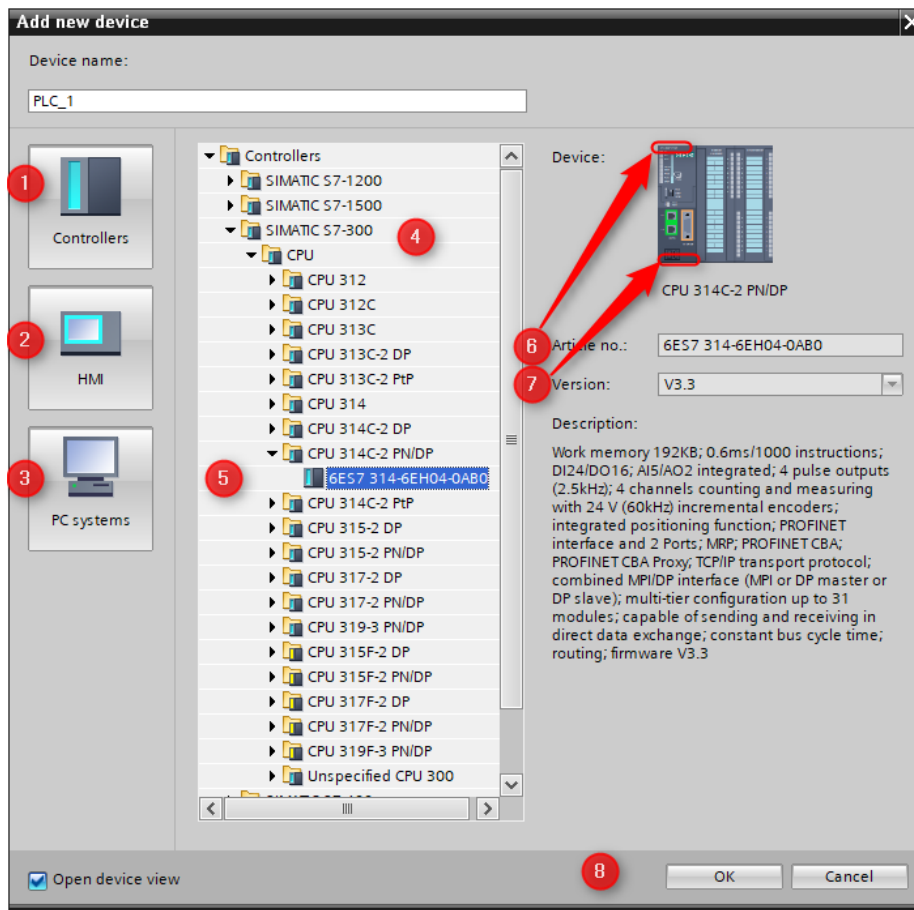 Add new device
Device name:
PLC_1
1
Controllers
2
HMI
3
PC systems
Controllers
SIMATIC S7-1200
SIMATIC S7-1500
SIMATIC S7-300
4
CPU
CPU 312
CPU 312C
CPU 313C
CPU 313C-2 DP
CPU 313C-2 PtP
CPU 314
CPU 314C-2 DP
CPU 314C-2 PN/DP
5
6ES7 314-6EH04-0AB0
CPU 314C-2 PtP
CPU 315-2 DP
CPU 315-2 PN/DP
CPU 317-2 DP
CPU 317-2 PN/DP
CPU 319-3 PN/DP
CPU 315F-2 DP
CPU 315F-2 PN/DP
CPU 317F-2 DP
CPU 317F-2 PN/DP
CPU 319F-3 PN/DP
Unspecified CPU 300
Device:
CPU 314C-2 PN/DP
6
Article no.:
6ES7 314-6EH04-0AB0
7
Version:
V3.3
Description:
Work memory 192KB; 0.6ms/1000 instructions;
DI24/DO16; AI5/AO2 integrated; 4 pulse outputs
(2.5kHz); 4 channels counting and measuring
with 24 V (60kHz) incremental encoders;
integrated positioning function; PROFINET
interface and 2 Ports; MRP; PROFINET CBA;
PROFINET CBA Proxy; TCP/IP transport protocol;
combined MPI/DP interface (MPI or DP master or
DP slave); multi-tier configuration up to 31
modules; capable of sending and receiving in
direct data exchange; constant bus cycle time;
routing; firmware V3.3
Open device view
8
OK
Cancel